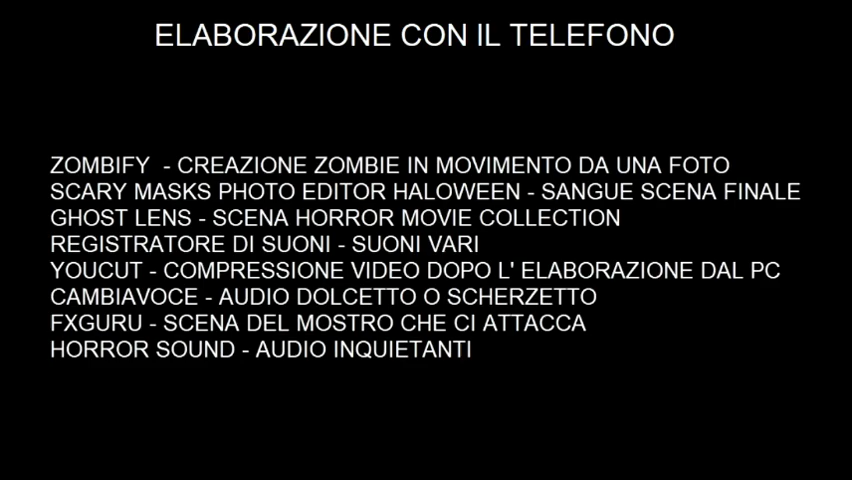 ELABORAZIONE CON IL TELEFONO
ZOMBIFY - CREAZIONE ZOMBIE IN MOVIMENTO DA UNA FOTO
SCARY MASKS PHOTO EDITOR HALOWEEN - SANGUE SCENA FINALE
GHOST LENS - SCENA HORROR MOVIE COLLECTION
REGISTRATORE DI SUONI - SUONI VARI
YOUCUT - COMPRESSIONE VIDEO DOPO L' ELABORAZIONE DAL PC
CAMBIAVOCE - AUDIO DOLCETTO O SCHERZETTO
FXGURU - SCENA DEL MOSTRO CHE CI ATTACCA
HORROR SOUND - AUDIO INQUIETANTI